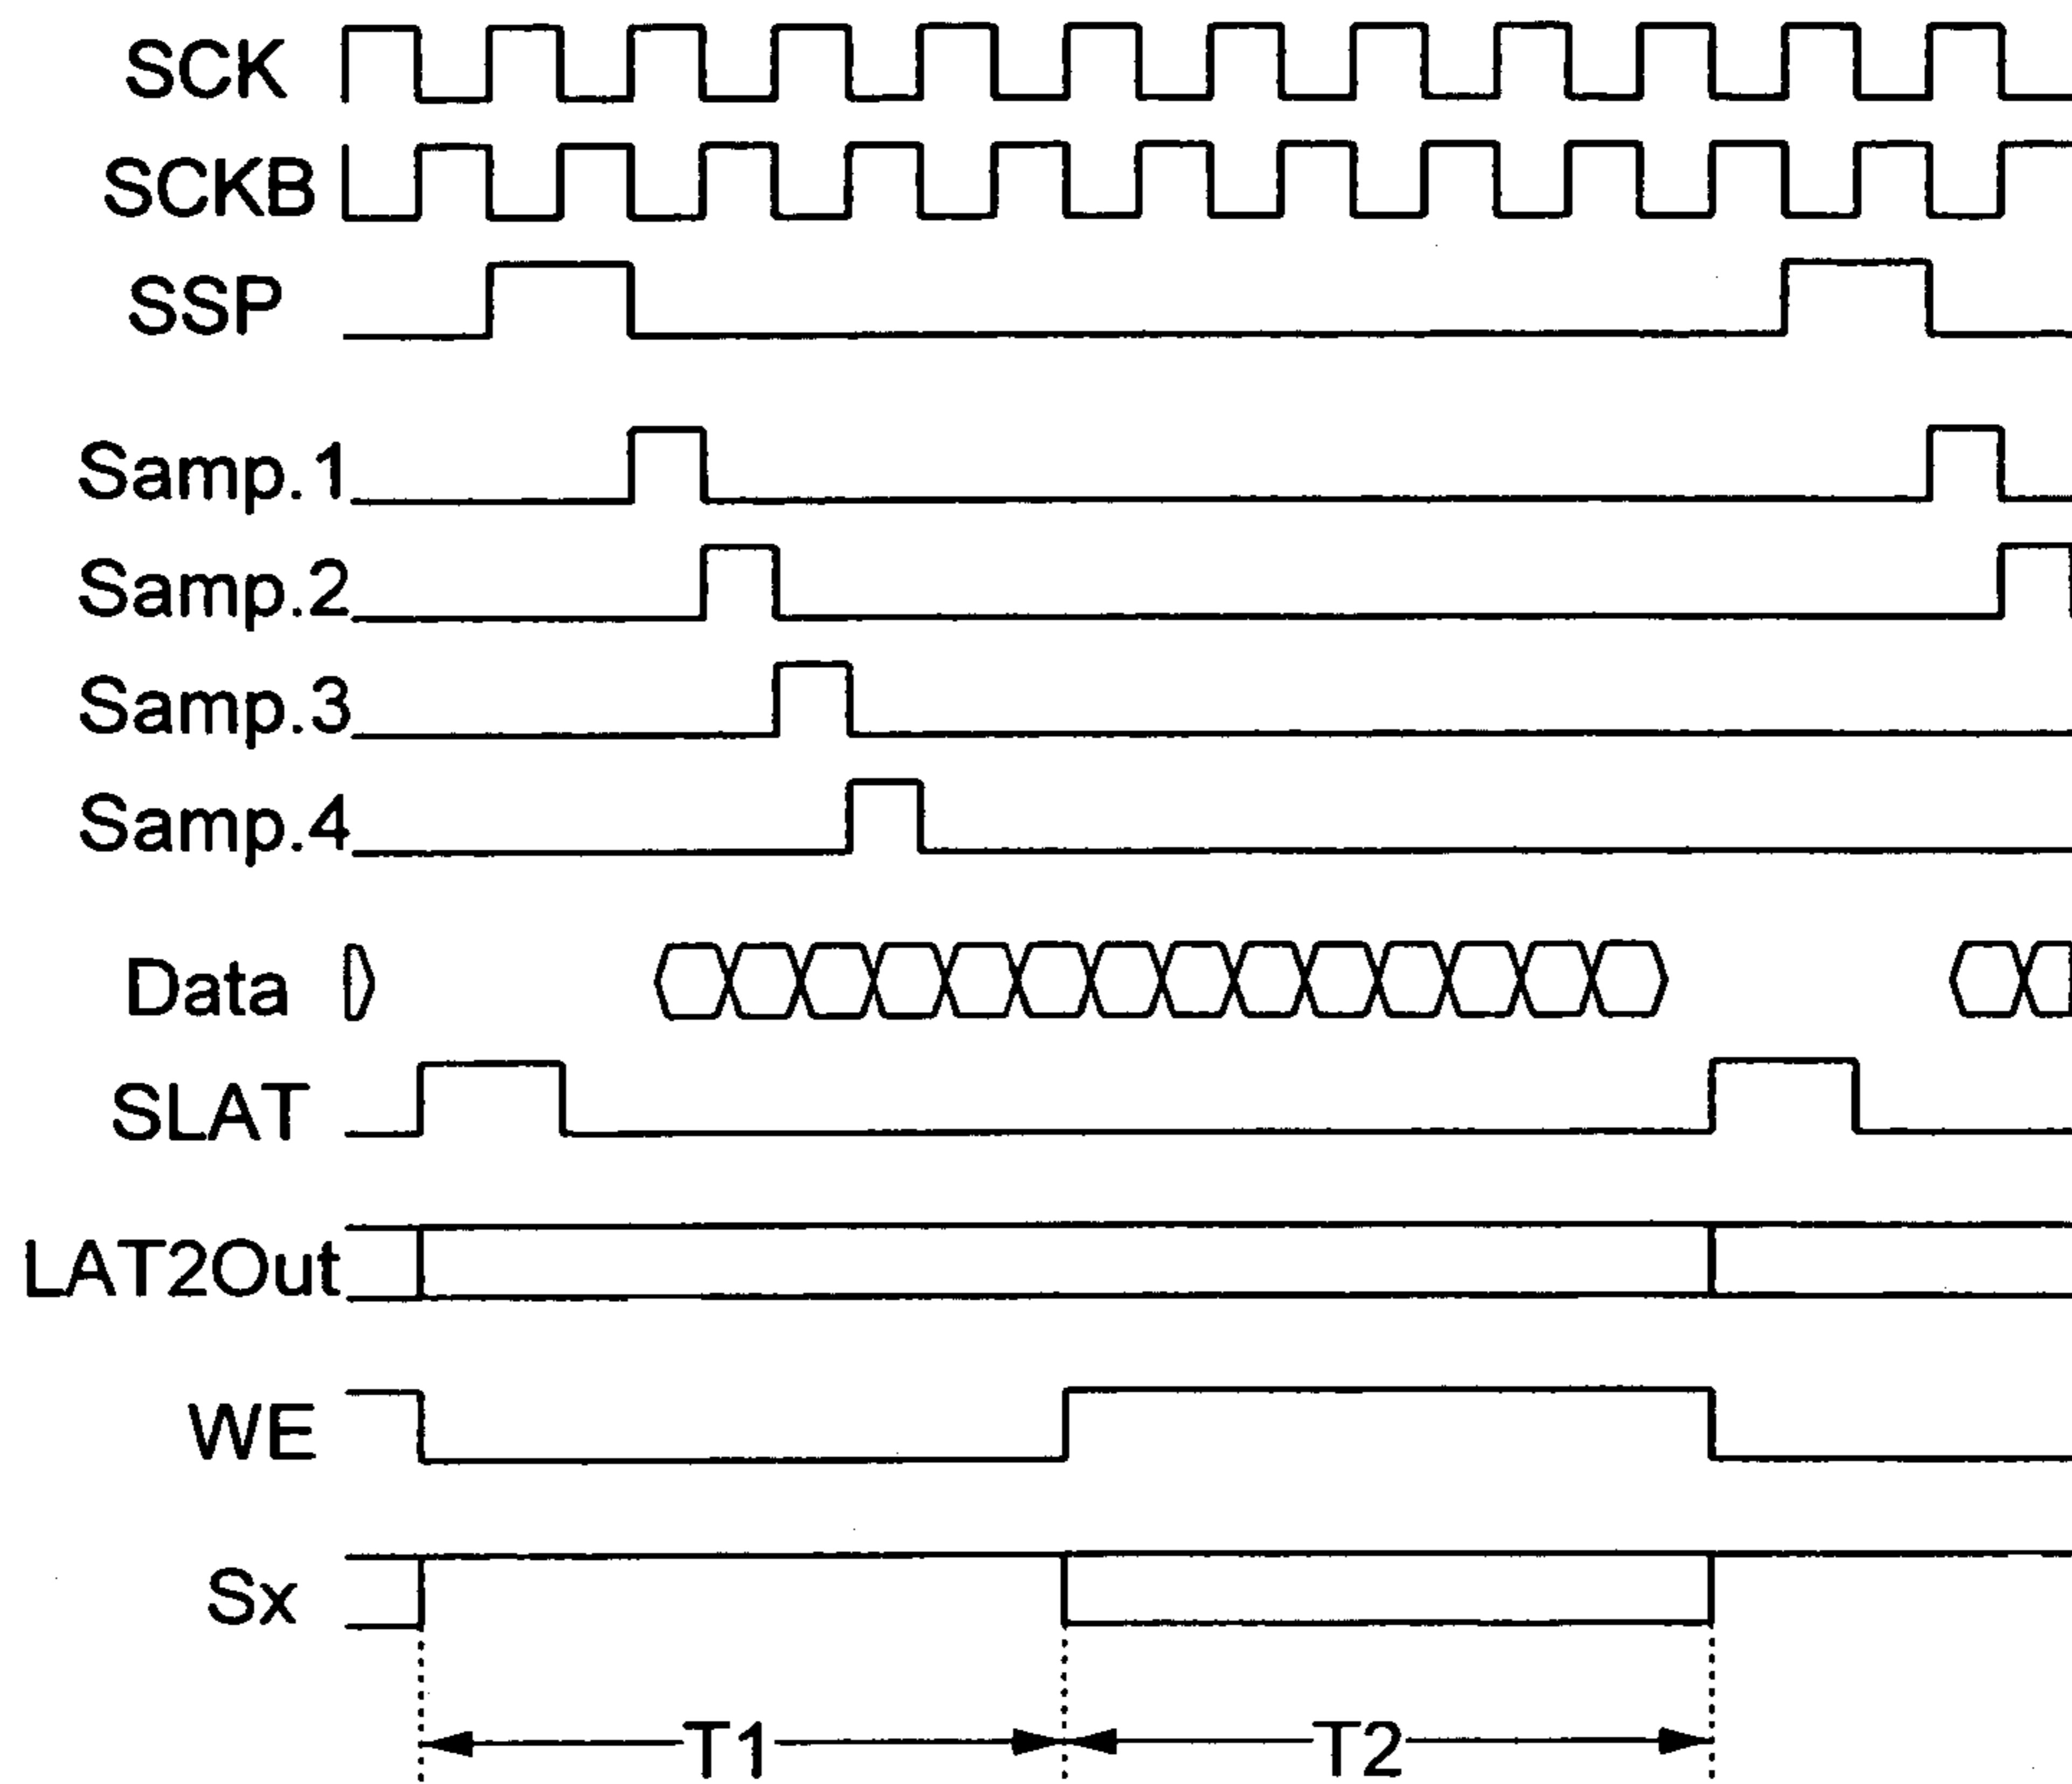 SCK
SCKB
SSP
Samp.1
Samp.2
Samp.3
Samp.4
Data
SLAT
LAT2Out
WE
Sx
T1 T2